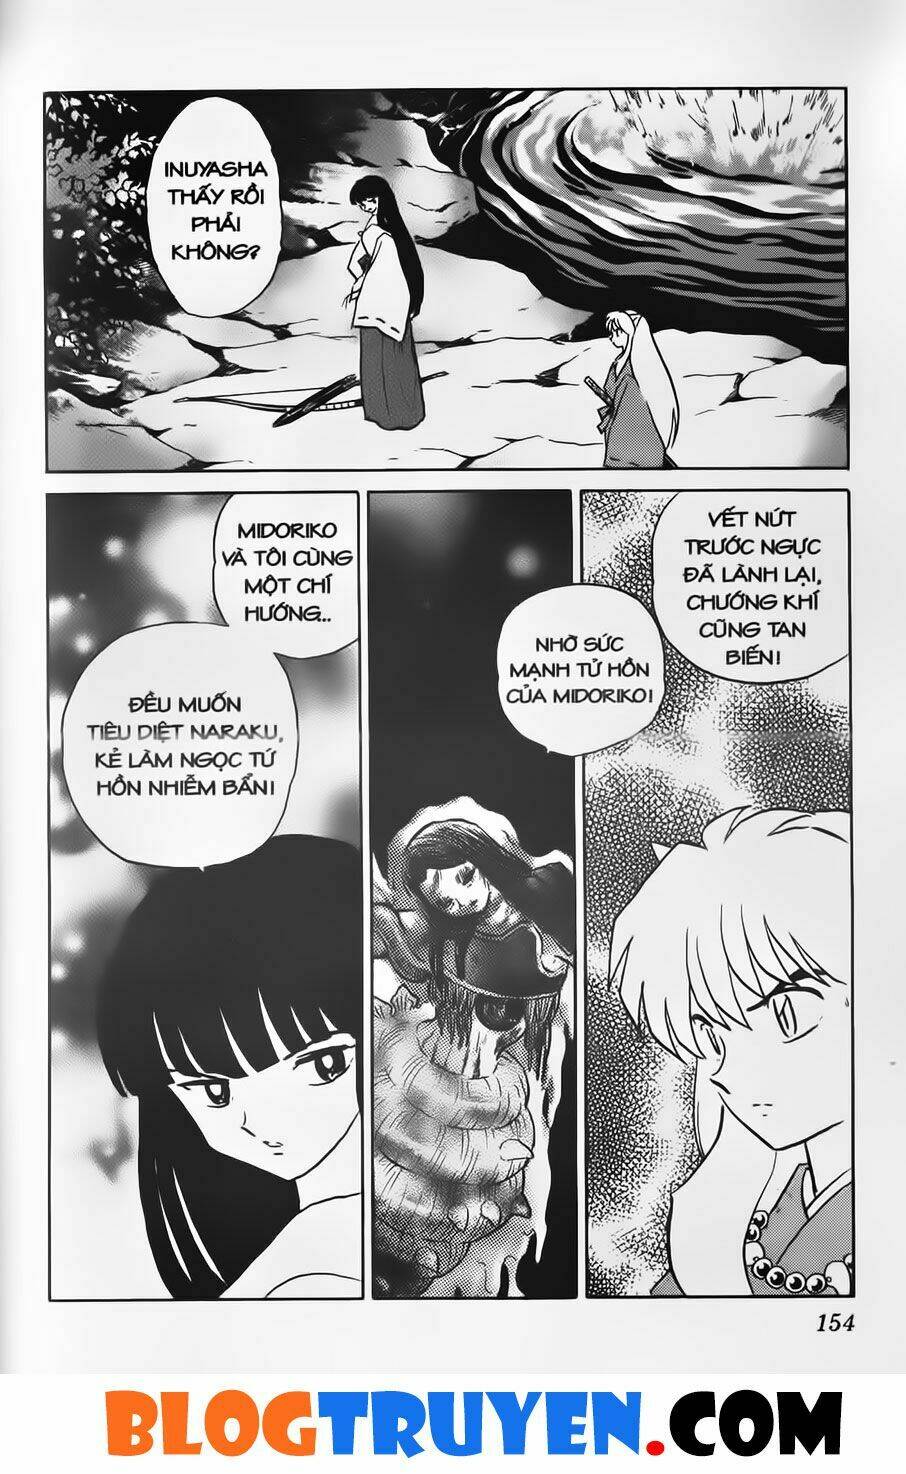 INUYASHA
THẤY RỒI
PHẢI
KHÔNG?
VẾT NỨT
TRƯỚC NGỰC
ĐÃ LÀNH LẠI,
CHƯỚNG KHÍ
CŨNG TAN
BIẾN!
NHỜ SỨC
MẠNH TỬ HỒN
CỦA MIDORIKO!
MIDORIKO
VÀ TÔI CÙNG
MỘT CHÍ
HƯỚNG...
ĐỀU MUỐN
TIÊU DIỆT NARAKU,
KẺ LÀM NGỌC TỨ
HỒN NHIỄM BẨN!
154
BLOGTRUYEN.COM